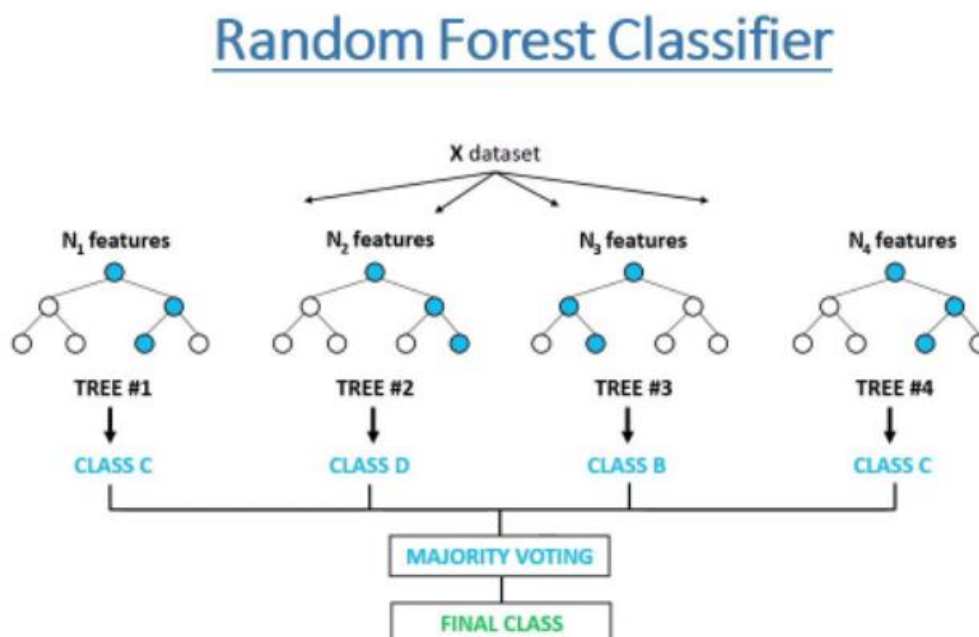 Random Forest Classifier
X dataset
N₁ features N₂ features N₃ features N₄ features
TREE #1 TREE #2 TREE #3 TREE #4
CLASS C CLASS D CLASS B CLASS C
MAJORITY VOTING
FINAL CLASS